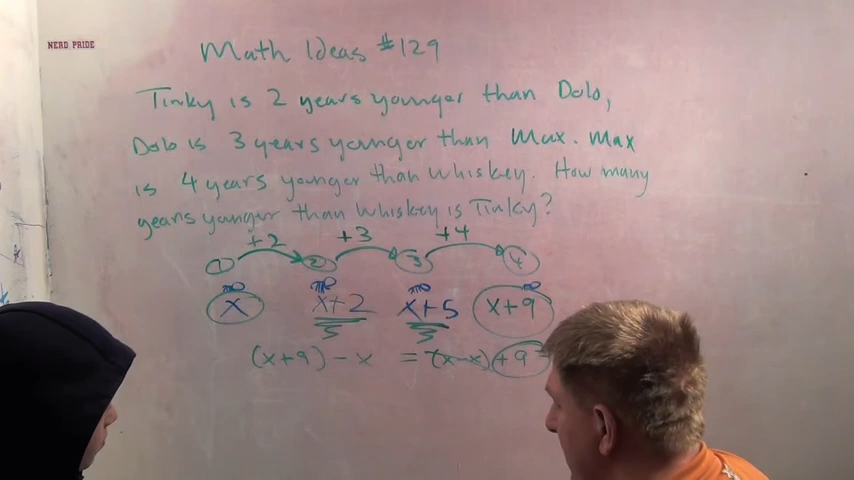 NERD PRIDE
Math Ideas #129
Tinky is 2 years younger than Dolo,
Dolo is 3 years younger than Max. Max
is 4 years younger than Whiskey. How many
years younger than Whiskey is Tinky?
+2 +3 +4
1 2 3 4
x x+2 x+5 x+9
(x+9) - x = (x-x) +9